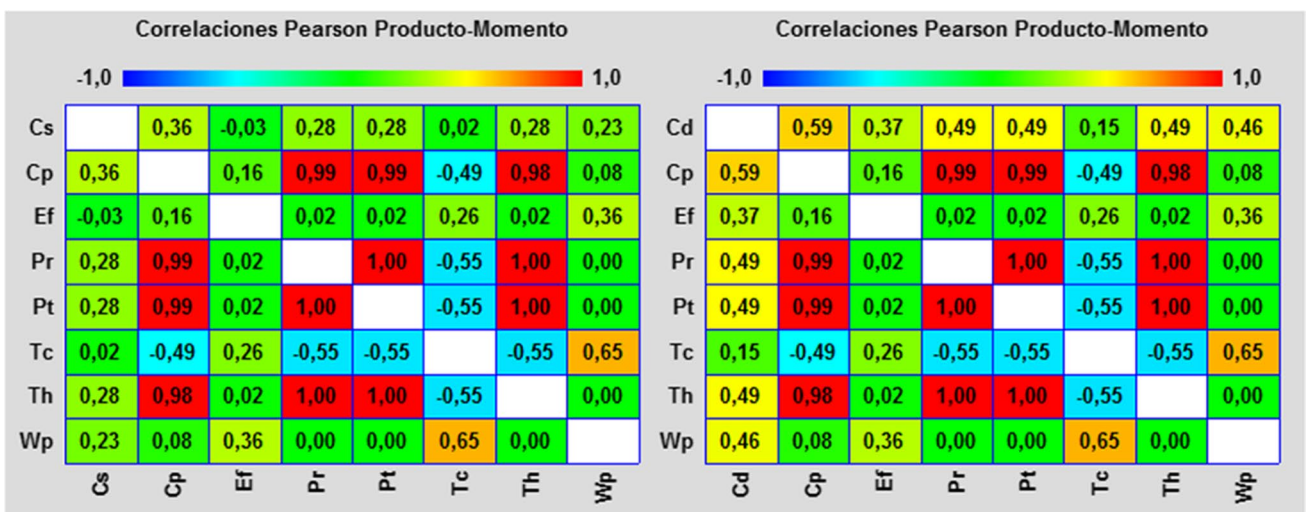 Correlaciones Pearson Producto-Momento
-1,0 1,0
Cs 0,36 -0,03 0,28 0,28 0,02 0,28 0,23
Cp 0,36 0,16 0,99 0,99 -0,49 0,98 0,08
Ef -0,03 0,16 0,02 0,02 0,26 0,02 0,36
Pr 0,28 0,99 0,02 1,00 -0,55 1,00 0,00
Pt 0,28 0,99 0,02 1,00 -0,55 1,00 0,00
Tc 0,02 -0,49 0,26 -0,55 -0,55 -0,55 0,65
Th 0,28 0,98 0,02 1,00 1,00 -0,55 0,00
Wp 0,23 0,08 0,36 0,00 0,00 0,65 0,00
Cs Cp Ef Pr Pt Tc Th Wp
Correlaciones Pearson Producto-Momento
-1,0 1,0
Cd 0,59 0,37 0,49 0,49 0,15 0,49 0,46
Cp 0,59 0,16 0,99 0,99 -0,49 0,98 0,08
Ef 0,37 0,16 0,02 0,02 0,26 0,02 0,36
Pr 0,49 0,99 0,02 1,00 -0,55 1,00 0,00
Pt 0,49 0,99 0,02 1,00 -0,55 1,00 0,00
Tc 0,15 -0,49 0,26 -0,55 -0,55 -0,55 0,65
Th 0,49 0,98 0,02 1,00 1,00 -0,55 0,00
Wp 0,46 0,08 0,36 0,00 0,00 0,65 0,00
Cd Cp Ef Pr Pt Tc Th Wp